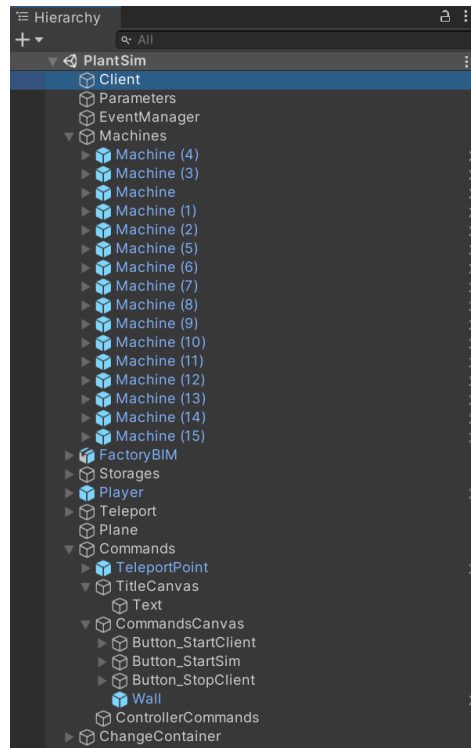 Hierarchy
All
PlantSim
Client
Parameters
EventManager
Machines
Machine (4)
Machine (3)
Machine
Machine (1)
Machine (2)
Machine (5)
Machine (6)
Machine (7)
Machine (8)
Machine (9)
Machine (10)
Machine (11)
Machine (12)
Machine (13)
Machine (14)
Machine (15)
FactoryBIM
Storages
Player
Teleport
Plane
Commands
TeleportPoint
TitleCanvas
Text
CommandsCanvas
Button_StartClient
Button_StartSim
Button_StopClient
Wall
ControllerCommands
ChangeContainer